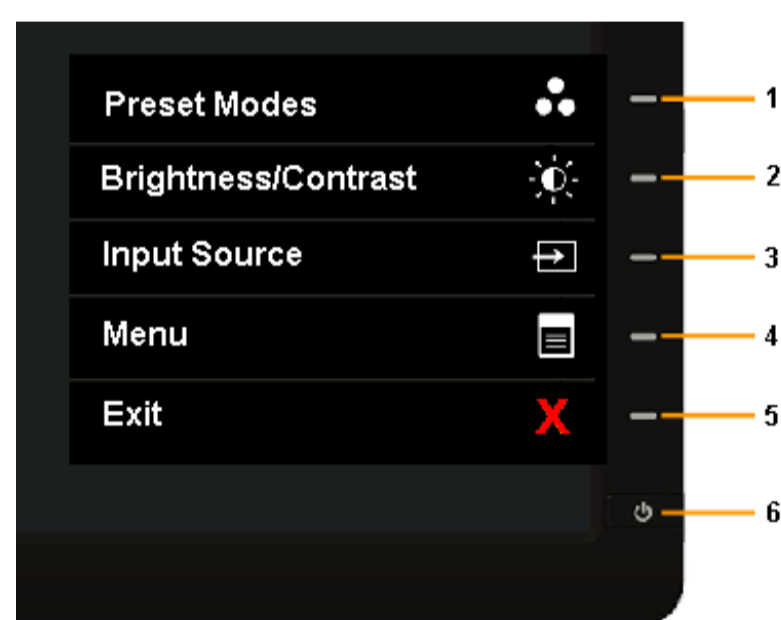 Preset Modes 1
Brightness/Contrast 2
Input Source 3
Menu 4
Exit X 5
6